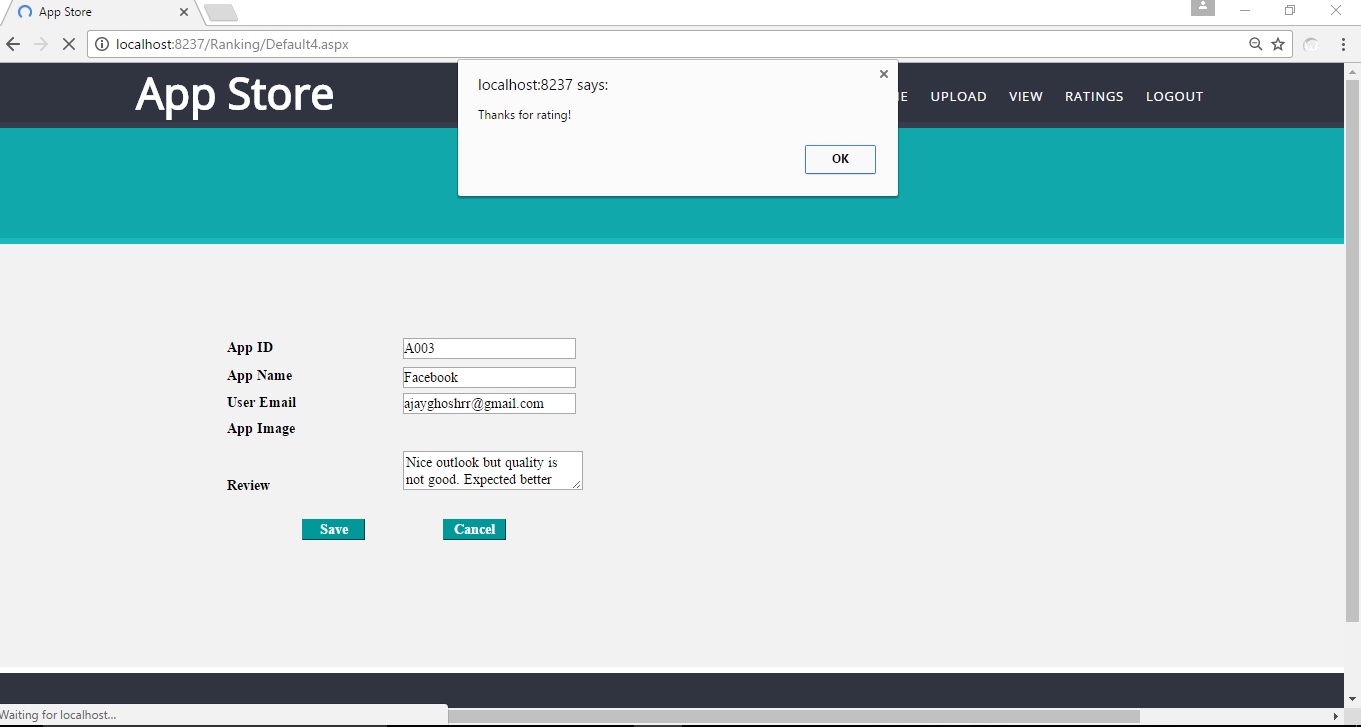 App Store
localhost:8237/Ranking/Default4.aspx
App Store
UPLOAD VIEW RATINGS LOGOUT
localhost:8237 says:
Thanks for rating!
OK
App ID A003
App Name Facebook
User Email ajayghoshrr@gmail.com
App Image
Review Nice outlook but quality is
not good. Expected better
Save Cancel
Waiting for localhost...